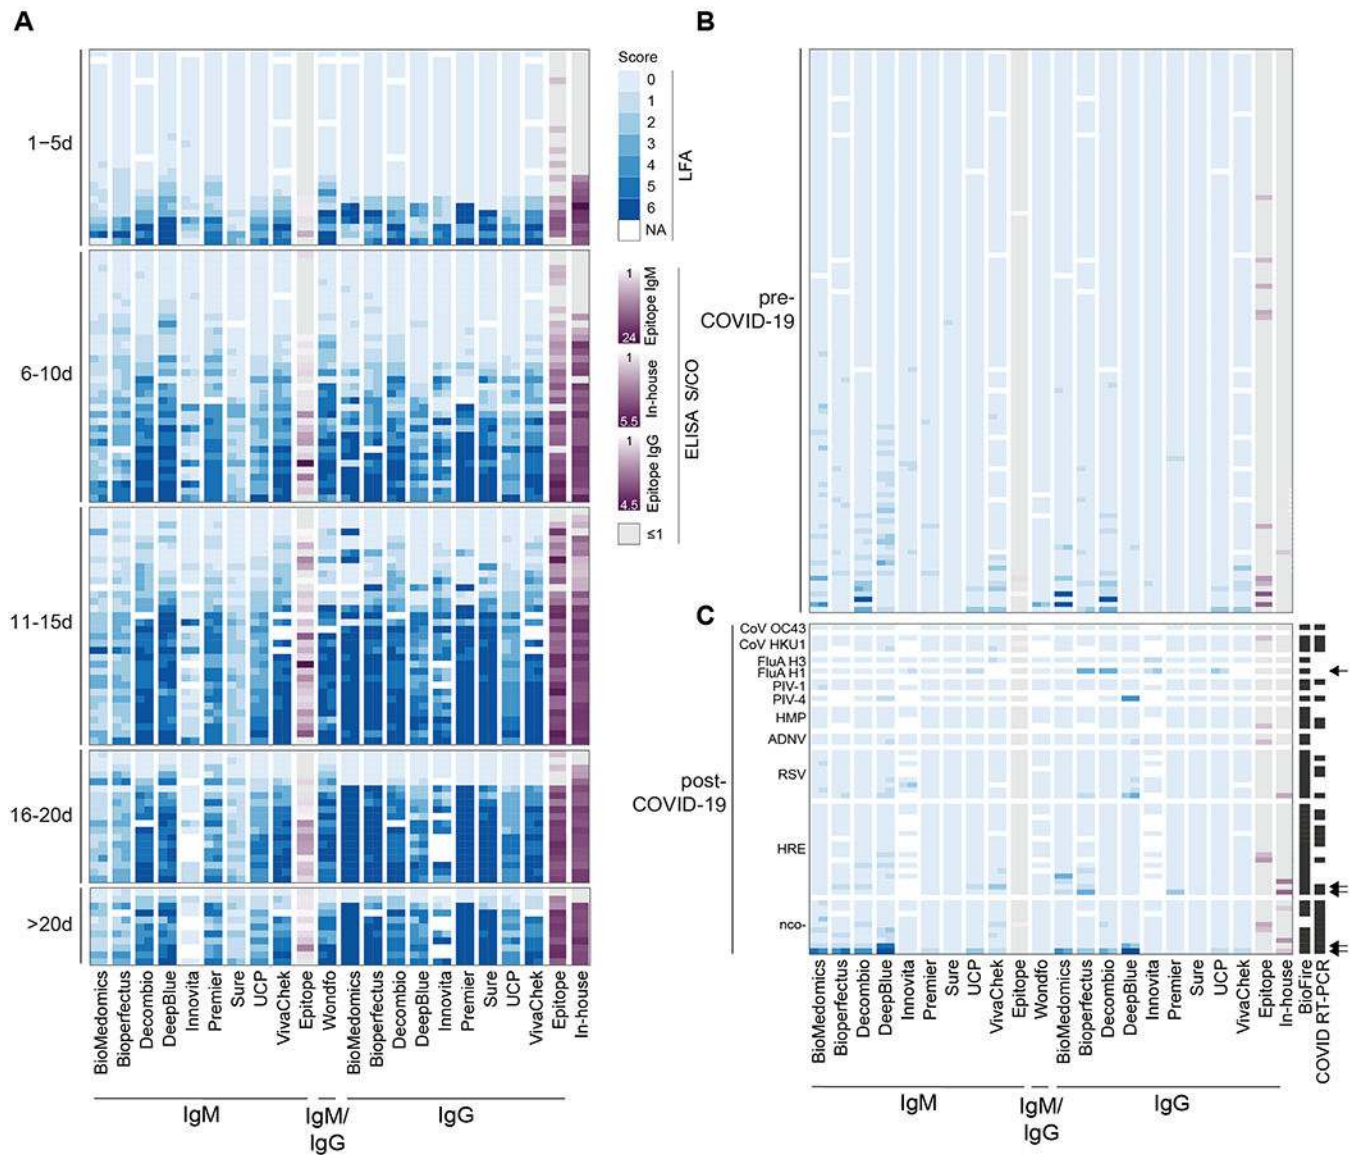 A
B
Score
0
1
2
3
4
5
6
NA
LFA
1–5d
6-10d
11-15d
16-20d
>20d
1
24
Epitope IgM
1
5.5
In-house
1
4.5
Epitope IgG
≤1
ELISA S/CO
BioMedomics
Bioperfectus
Decombio
DeepBlue
Innovita
Premier
Sure
UCP
VivaChek
Epitope
Wondfo
BioMedomics
Bioperfectus
Decombio
DeepBlue
Innovita
Premier
Sure
UCP
VivaChek
Epitope
In-house
IgM
IgM/
IgG
IgG
pre-
COVID-19
C
CoV OC43
CoV HKU1
FluA H3
FluA H1
PIV-1
PIV-4
HMP
ADNV
RSV
HRE
nco-
post-
COVID-19
BioMedomics
Bioperfectus
Decombio
DeepBlue
Innovita
Premier
Sure
UCP
VivaChek
Epitope
Wondfo
BioMedomics
Bioperfectus
Decombio
DeepBlue
Innovita
Premier
Sure
UCP
VivaChek
Epitope
In-house
BioFire
COVID RT-PCR
IgM
IgM/
IgG
IgG